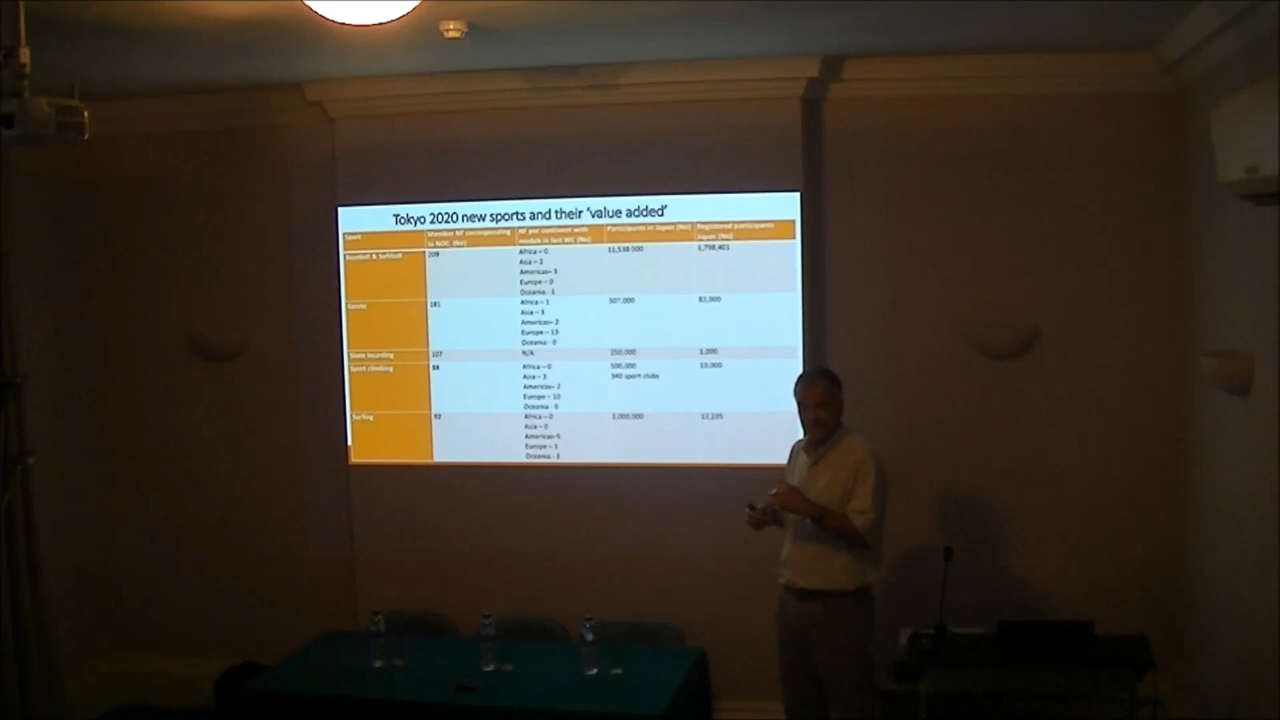 Tokyo 2020 new sports and their ‘value added’
Sport
Member NF corresponding to NOC (No)
NF per continent with medals in last WC (No)
Participants in Japan (No)
Registered participants Japan (No)
Baseball & Softball
209
Africa – 0
Asia – 2
Americas– 3
Europe – 0
Oceania - 1
11,538 000
1,798,401
Karate
181
Africa – 1
Asia – 3
Americas– 2
Europe – 13
Oceania - 0
507,000
82,000
Skate boarding
107
N/A
250,000
1,000
Sport climbing
88
Africa – 0
Asia – 3
Americas– 2
Europe – 10
Oceania - 0
500,000
340 sport clubs
10,000
Surfing
92
Africa – 0
Asia – 0
Americas–5
Europe – 1
Oceania - 2
1,000,000
12,235